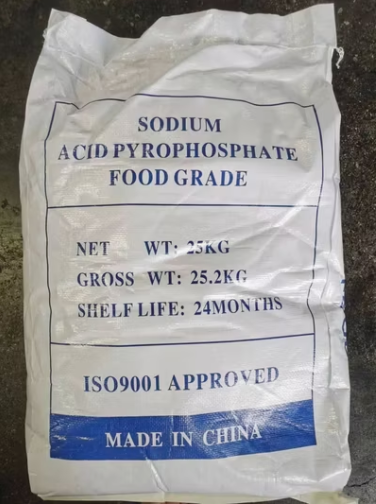 SODIUM
ACID PYROPHOSPHATE
FOOD GRADE
NET WT: 25KG
GROSS WT: 25.2KG
SHELF LIFE: 24MONTHS
ISO9001 APPROVED
MADE IN CHINA